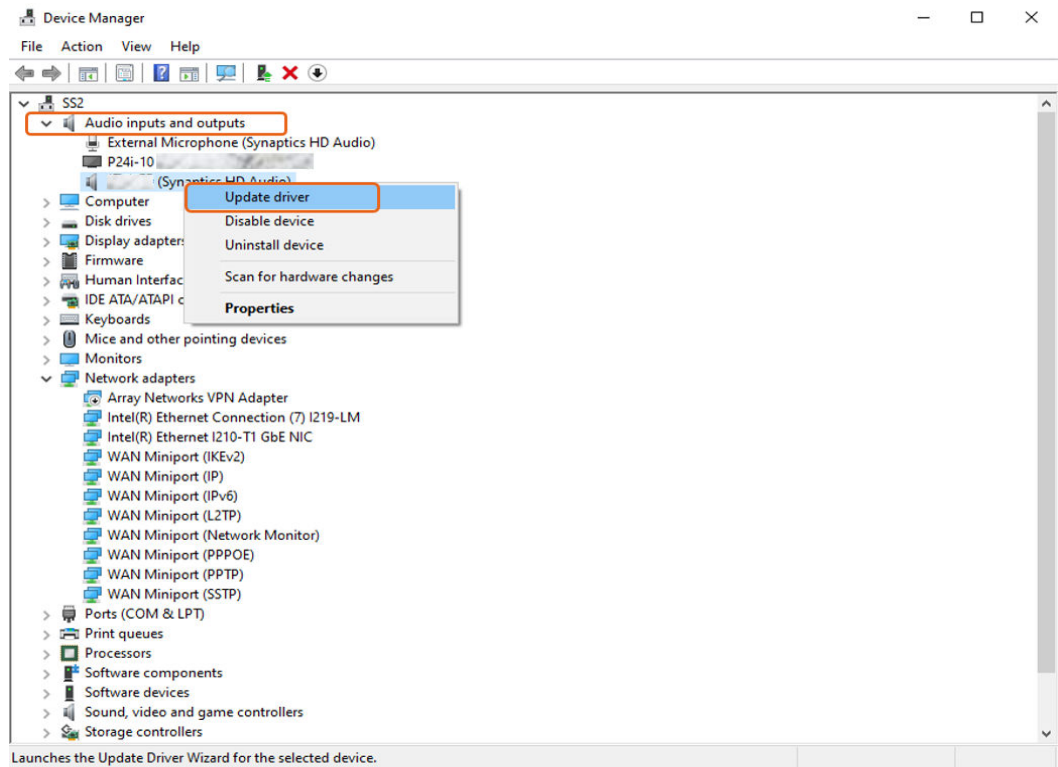 Device Manager
File Action View Help
SS2
Audio inputs and outputs
External Microphone (Synaptics HD Audio)
P24i-10
(Synaptics HD Audio)
Update driver
Computer
Disk drives
Disable device
Display adapters
Uninstall device
Firmware
Human Interfac
Scan for hardware changes
IDE ATA/ATAPI c
Properties
Keyboards
Mice and other pointing devices
Monitors
Network adapters
Array Networks VPN Adapter
Intel(R) Ethernet Connection (7) I219-LM
Intel(R) Ethernet I210-T1 GbE NIC
WAN Miniport (IKEv2)
WAN Miniport (IP)
WAN Miniport (IPv6)
WAN Miniport (L2TP)
WAN Miniport (Network Monitor)
WAN Miniport (PPPOE)
WAN Miniport (PPTP)
WAN Miniport (SSTP)
Ports (COM & LPT)
Print queues
Processors
Software components
Software devices
Sound, video and game controllers
Storage controllers
Launches the Update Driver Wizard for the selected device.